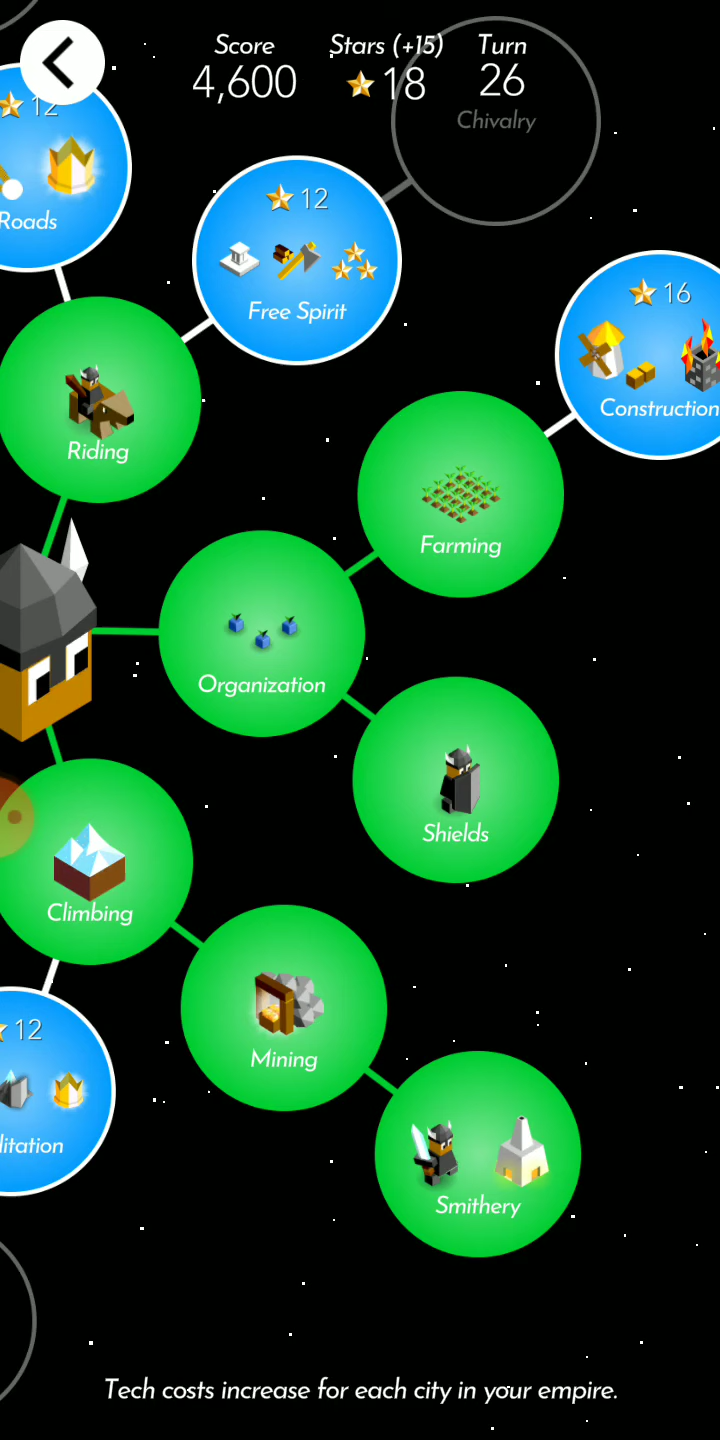 Score
Stars (+15)
Turn
4,600
18
26
12
Chivalry
12
Roads
Free Spirit
16
Construction
Riding
Farming
Organization
Shields
Climbing
12
Mining
litation
Smithery
Tech costs increase for each city in your empire.